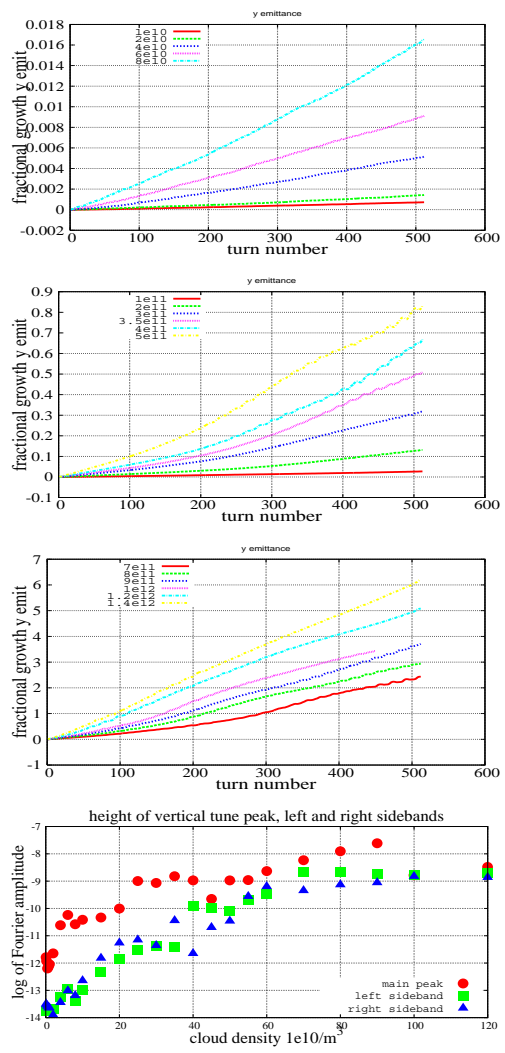 y emittance
0.018
0.016
0.014
0.012
0.01
0.008
0.006
0.004
0.002
0
-0.002
fractional growth y emit
1e10
2e10
4e10
6e10
8e10
0 100 200 300 400 500 600
turn number
y emittance
0.9
0.8
0.7
0.6
0.5
0.4
0.3
0.2
0.1
0
-0.1
fractional growth y emit
1e11
2e11
3e11
3.5e11
4e11
5e11
0 100 200 300 400 500 600
turn number
y emittance
7
6
5
4
3
2
1
0
-1
fractional growth y emit
7e11
8e11
9e11
1e12
1.2e12
1.4e12
0 100 200 300 400 500 600
turn number
height of vertical tune peak, left and right sidebands
-7
-8
-9
-10
-11
-12
-13
-14
log of Fourier amplitude
main peak
left sideband
right sideband
0 20 40 60 80 100 120
cloud density 1e10/m³